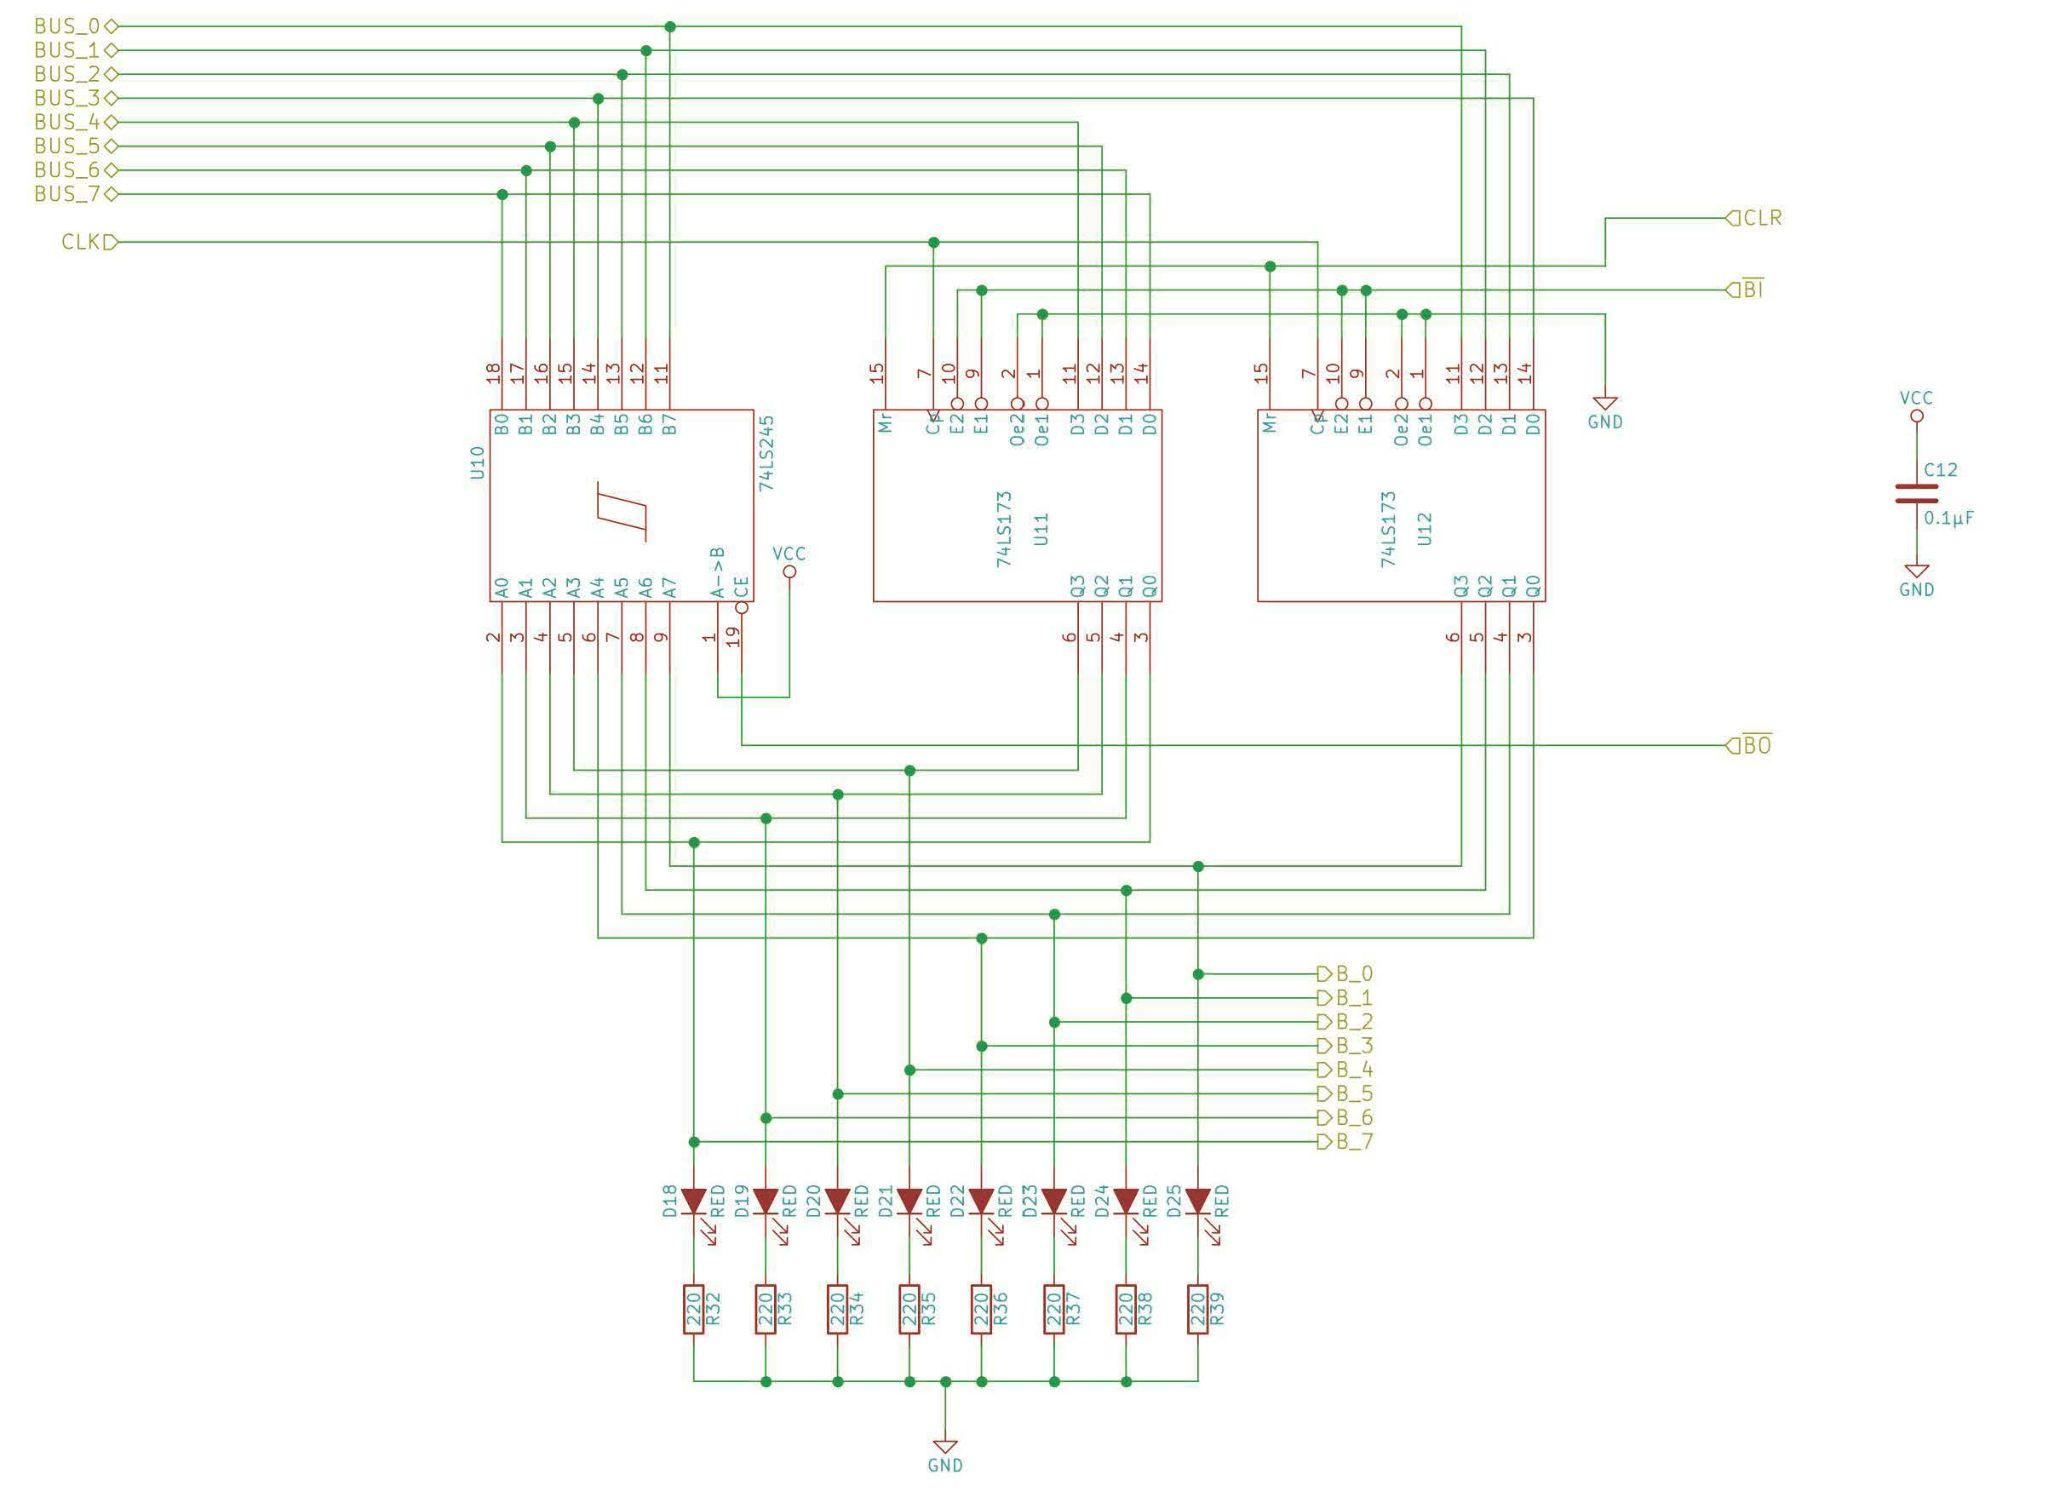 BUS_0
BUS_1
BUS_2
BUS_3
BUS_4
BUS_5
BUS_6
BUS_7
CLK
CLR
BI
GND
18 17 16 15 14 13 12 11
B0 B1 B2 B3 B4 B5 B6 B7
U10
74LS245
A0 A1 A2 A3 A4 A5 A6 A7 A->B CE
2 3 4 5 6 7 8 9 1 19
VCC
15 7 10 9 2 1 11 12 13 14
Mr CP E2 E1 Oe2 Oe1 D3 D2 D1 D0
74LS173
U11
Q3 Q2 Q1 Q0
6 5 4 3
15 7 10 9 2 1 11 12 13 14
Mr CP E2 E1 Oe2 Oe1 D3 D2 D1 D0
74LS173
U12
Q3 Q2 Q1 Q0
6 5 4 3
VCC
C12
0.1µF
GND
BO
B_0
B_1
B_2
B_3
B_4
B_5
B_6
B_7
D18 RED D19 RED D20 RED D21 RED D22 RED D23 RED D24 RED D25 RED
220 R32 220 R33 220 R34 220 R35 220 R36 220 R37 220 R38 220 R39
GND